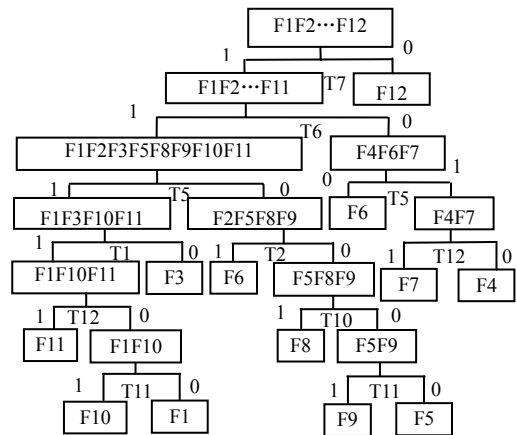 F1F2···F12
1 0
F1F2···F11 T7 F12
1 T6 0
F1F2F3F5F8F9F10F11 F4F6F7
1 T5 0 0 T5 1
F1F3F10F11 F2F5F8F9 F6 F4F7
1 T1 0 1 T2 0 1 T12 0
F1F10F11 F3 F6 F5F8F9 F7 F4
1 T12 0 1 T10 0
F11 F1F10 F8 F5F9
1 T11 0 1 T11 0
F10 F1 F9 F5